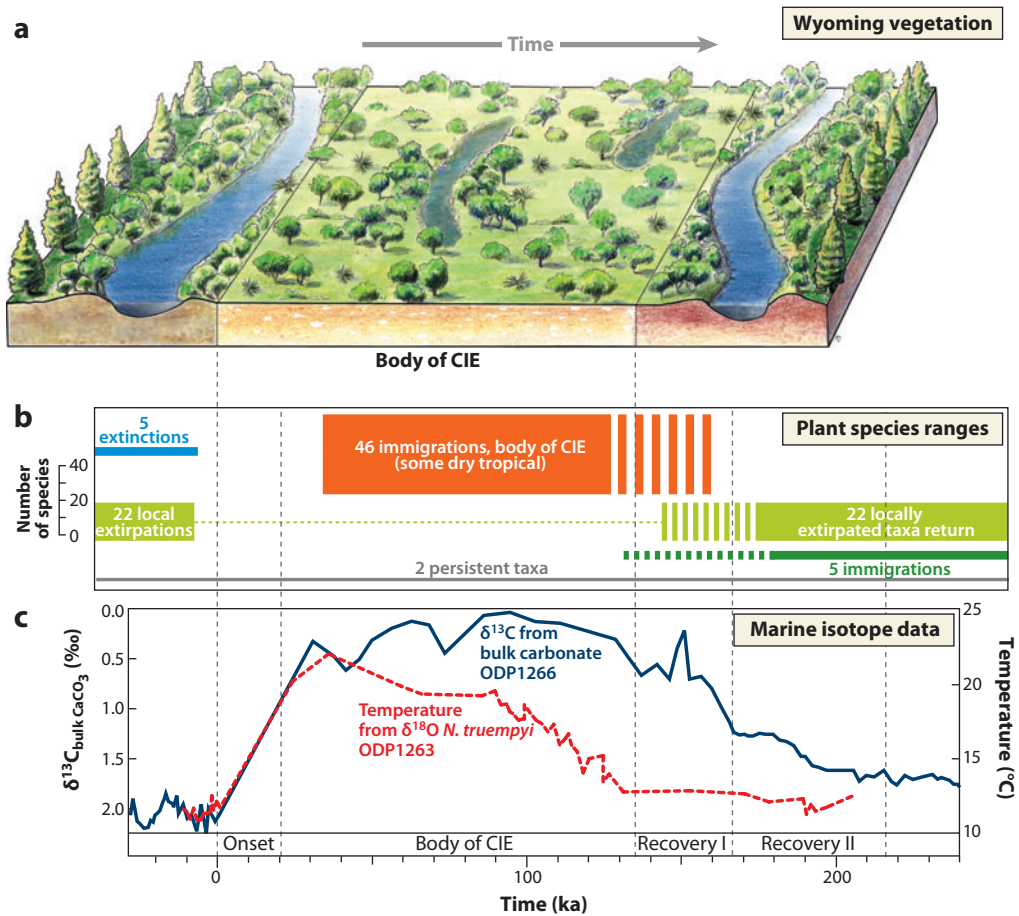 a
Wyoming vegetation
Time
Body of CIE
b
Plant species ranges
5
extinctions
46 immigrations, body of CIE
(some dry tropical)
Number
of species
40
20
0
22 local
extirpations
22 locally
extirpated taxa return
2 persistent taxa
5 immigrations
c
Marine isotope data
δ13Cbulk CaCO3 (‰)
0.0
0.5
1.0
1.5
2.0
δ13C from
bulk carbonate
ODP1266
Temperature
from δ18O N. truempyi
ODP1263
25
20
15
10
Temperature (°C)
Onset
Body of CIE
Recovery I
Recovery II
0
100
200
Time (ka)